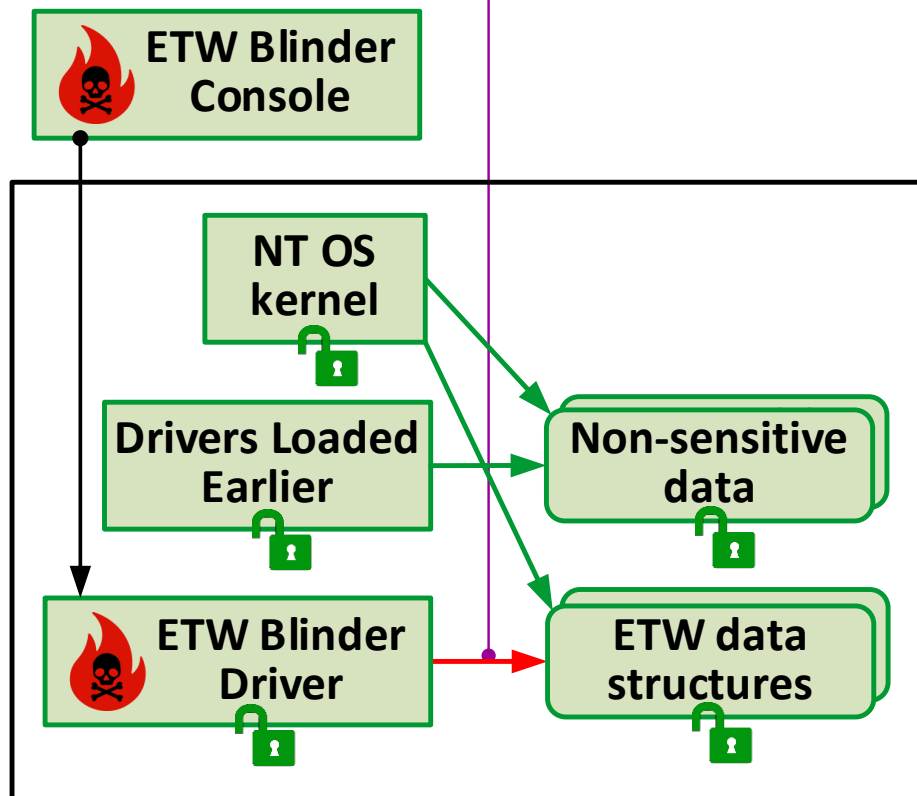 ETW Blinder
Console
NT OS
kernel
Drivers Loaded
Earlier
Non-sensitive
data
ETW Blinder
Driver
ETW data
structures